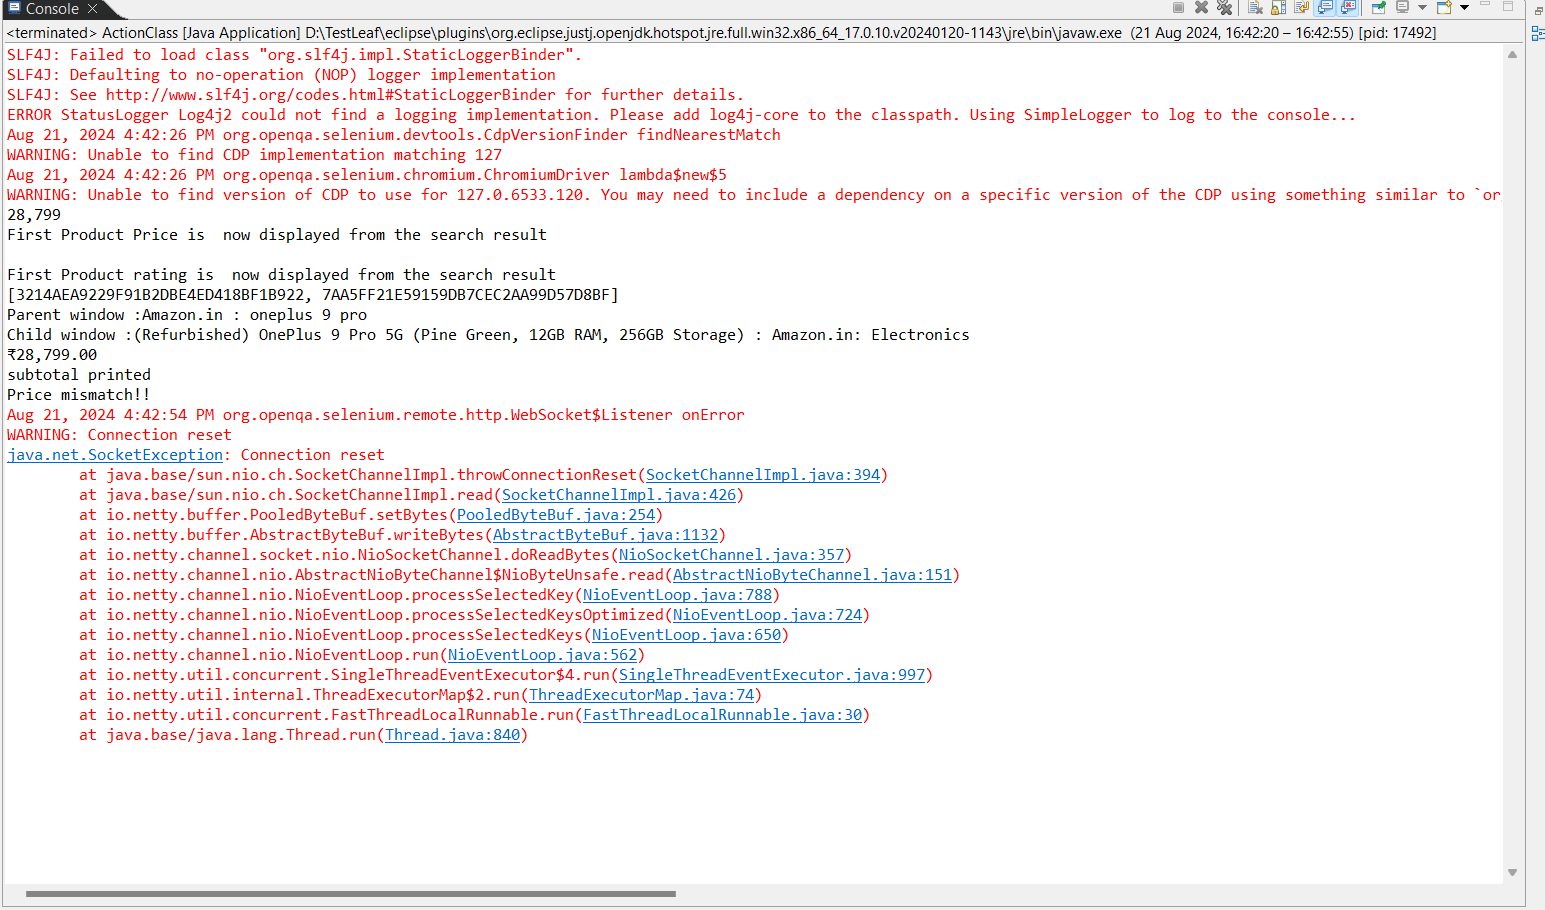 Console
<terminated> ActionClass [Java Application] D:\TestLeaf\eclipse\plugins\org.eclipse.justj.openjdk.hotspot.jre.full.win32.x86_64_17.0.10.v20240120-1143\jre\bin\javaw.exe (21 Aug 2024, 16:42:20 – 16:42:55) [pid: 17492]
SLF4J: Failed to load class "org.slf4j.impl.StaticLoggerBinder".
SLF4J: Defaulting to no-operation (NOP) logger implementation
SLF4J: See http://www.slf4j.org/codes.html#StaticLoggerBinder for further details.
ERROR StatusLogger Log4j2 could not find a logging implementation. Please add log4j-core to the classpath. Using SimpleLogger to log to the console...
Aug 21, 2024 4:42:26 PM org.openqa.selenium.devtools.CdpVersionFinder findNearestMatch
WARNING: Unable to find CDP implementation matching 127
Aug 21, 2024 4:42:26 PM org.openqa.selenium.chromium.ChromiumDriver lambda$new$5
WARNING: Unable to find version of CDP to use for 127.0.6533.120. You may need to include a dependency on a specific version of the CDP using something similar to `or
28,799
First Product Price is  now displayed from the search result
First Product rating is  now displayed from the search result
[3214AEA9229F91B2DBE4ED418BF1B922, 7AA5FF21E59159DB7CEC2AA99D57D8BF]
Parent window :Amazon.in : oneplus 9 pro
Child window :(Refurbished) OnePlus 9 Pro 5G (Pine Green, 12GB RAM, 256GB Storage) : Amazon.in: Electronics
₹28,799.00
subtotal printed
Price mismatch!!
Aug 21, 2024 4:42:54 PM org.openqa.selenium.remote.http.WebSocket$Listener onError
WARNING: Connection reset
java.net.SocketException: Connection reset
at java.base/sun.nio.ch.SocketChannelImpl.throwConnectionReset(SocketChannelImpl.java:394)
at java.base/sun.nio.ch.SocketChannelImpl.read(SocketChannelImpl.java:426)
at io.netty.buffer.PooledByteBuf.setBytes(PooledByteBuf.java:254)
at io.netty.buffer.AbstractByteBuf.writeBytes(AbstractByteBuf.java:1132)
at io.netty.channel.socket.nio.NioSocketChannel.doReadBytes(NioSocketChannel.java:357)
at io.netty.channel.nio.AbstractNioByteChannel$NioByteUnsafe.read(AbstractNioByteChannel.java:151)
at io.netty.channel.nio.NioEventLoop.processSelectedKey(NioEventLoop.java:788)
at io.netty.channel.nio.NioEventLoop.processSelectedKeysOptimized(NioEventLoop.java:724)
at io.netty.channel.nio.NioEventLoop.processSelectedKeys(NioEventLoop.java:650)
at io.netty.channel.nio.NioEventLoop.run(NioEventLoop.java:562)
at io.netty.util.concurrent.SingleThreadEventExecutor$4.run(SingleThreadEventExecutor.java:997)
at io.netty.util.internal.ThreadExecutorMap$2.run(ThreadExecutorMap.java:74)
at io.netty.util.concurrent.FastThreadLocalRunnable.run(FastThreadLocalRunnable.java:30)
at java.base/java.lang.Thread.run(Thread.java:840)